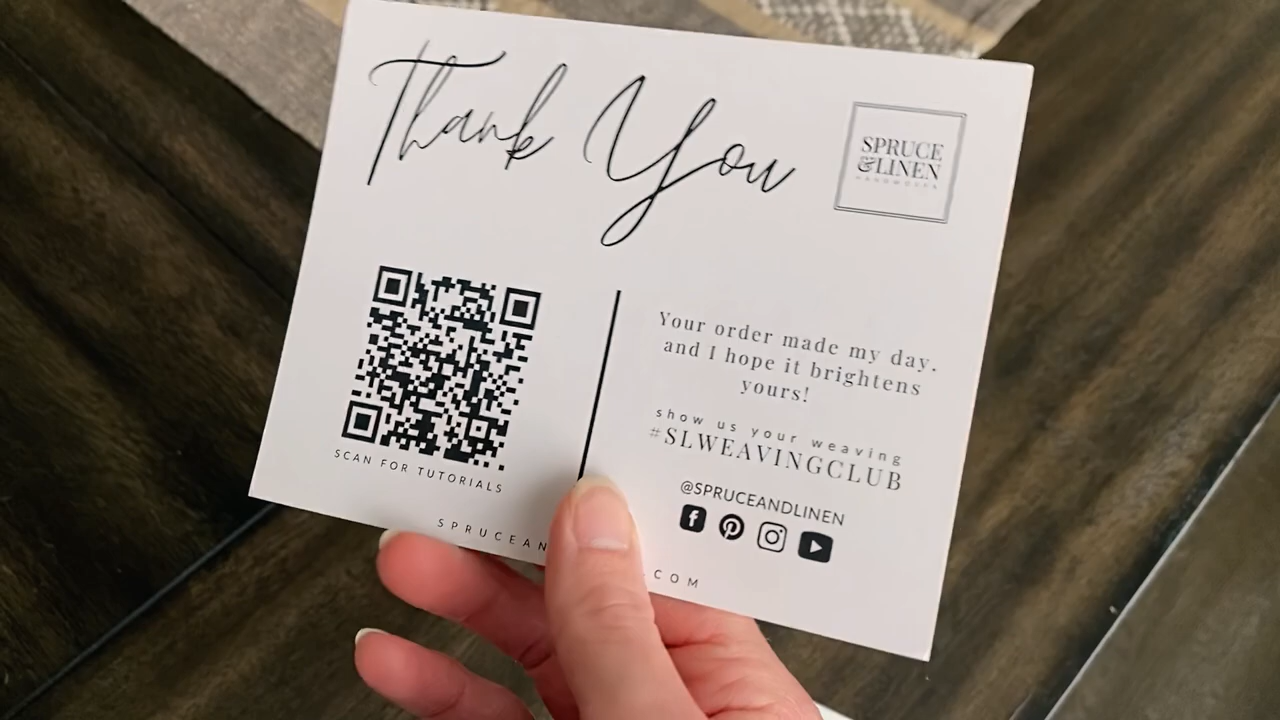 Thank You
SPRUCE
&LINEN
HANDWOVEN
SCAN FOR TUTORIALS
Your order made my day.
and I hope it brightens
yours!
show us your weaving
#SLWEAVINGCLUB
@SPRUCEANDLINEN
SPRUCEAN .COM